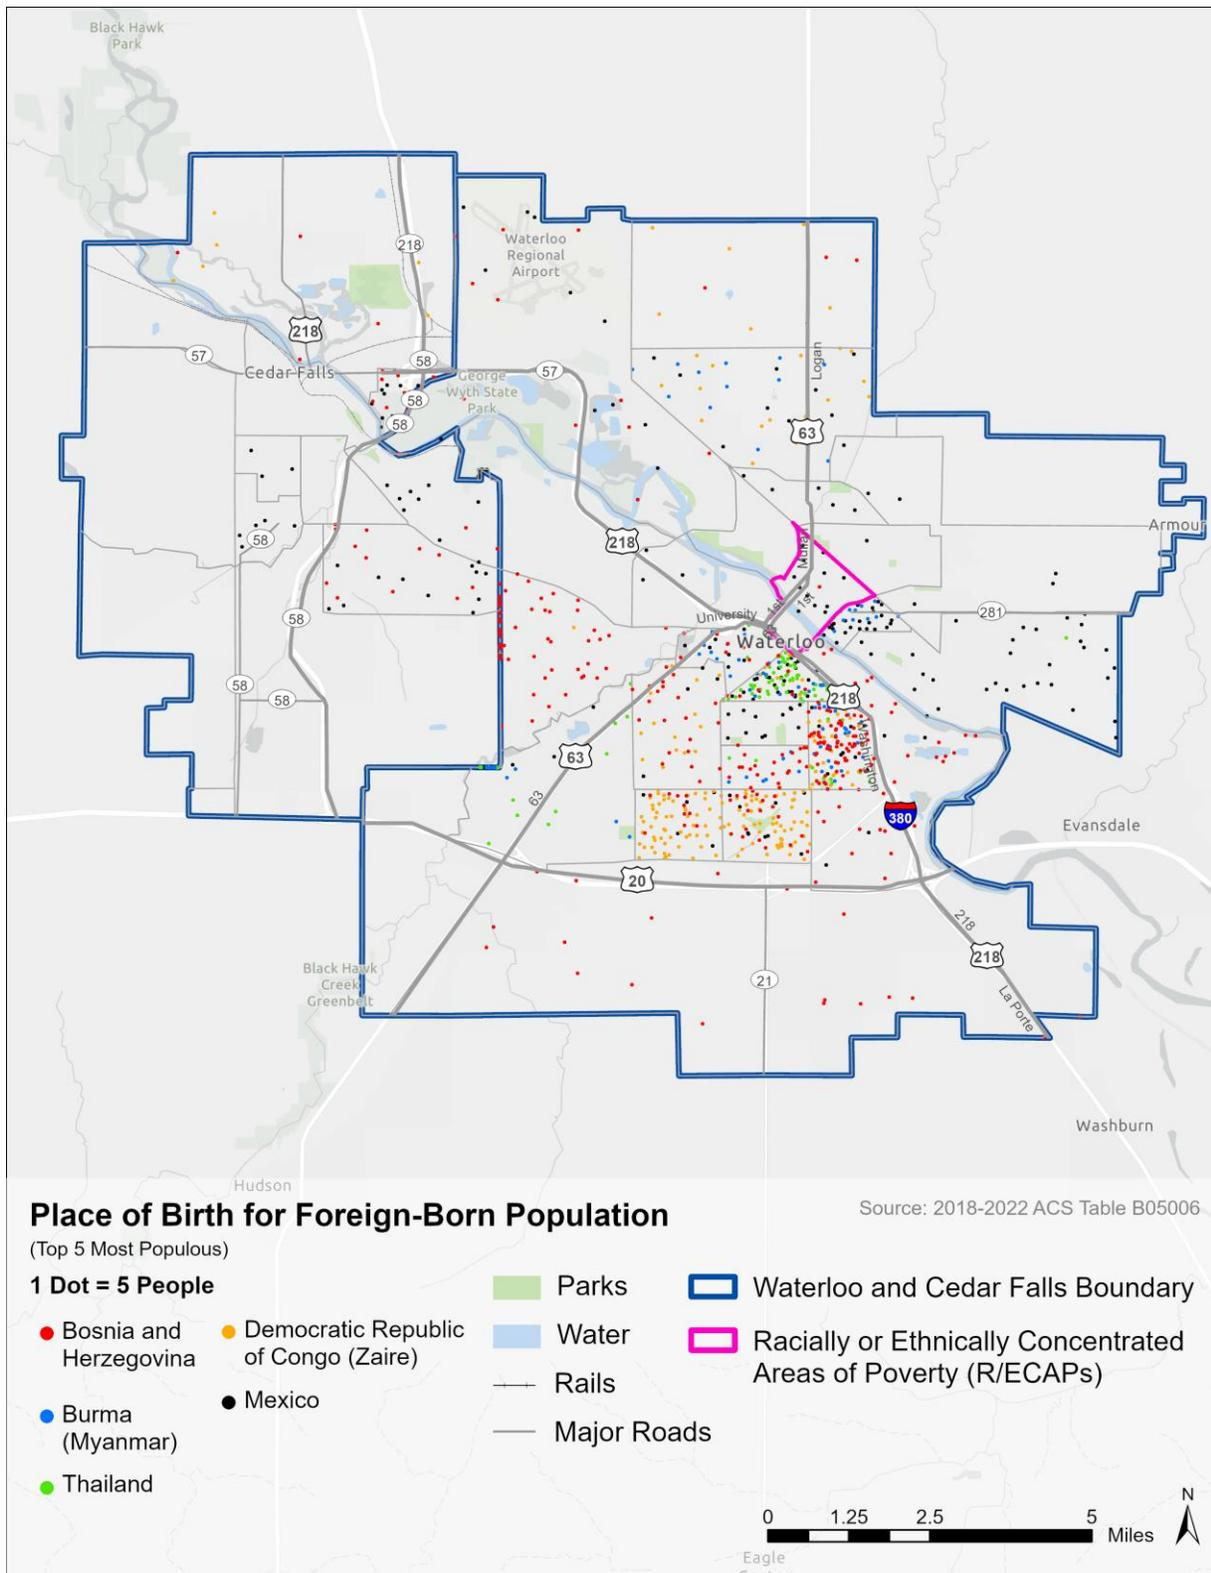 Black Hawk
Park
Waterloo
Regional
Airport
218
218
57
Cedar Falls
58
58
58
George
Wyth State
Park
57
Logan
63
58
218
Armour
Mullan
1st
1st
63
University
Waterloo
281
58
58
58
218
Washington
63
63
380
Evansdale
20
218
218
Black Hawk
Creek
Greenbelt
21
La Porte
Washburn
Hudson
Place of Birth for Foreign-Born Population
(Top 5 Most Populous)
Source: 2018-2022 ACS Table B05006
1 Dot = 5 People
Bosnia and
Herzegovina
Burma
(Myanmar)
Thailand
Democratic Republic
of Congo (Zaire)
Mexico
Parks
Water
Rails
Major Roads
Waterloo and Cedar Falls Boundary
Racially or Ethnically Concentrated
Areas of Poverty (R/ECAPs)
N
0 1.25 2.5 5
Miles
Eagle